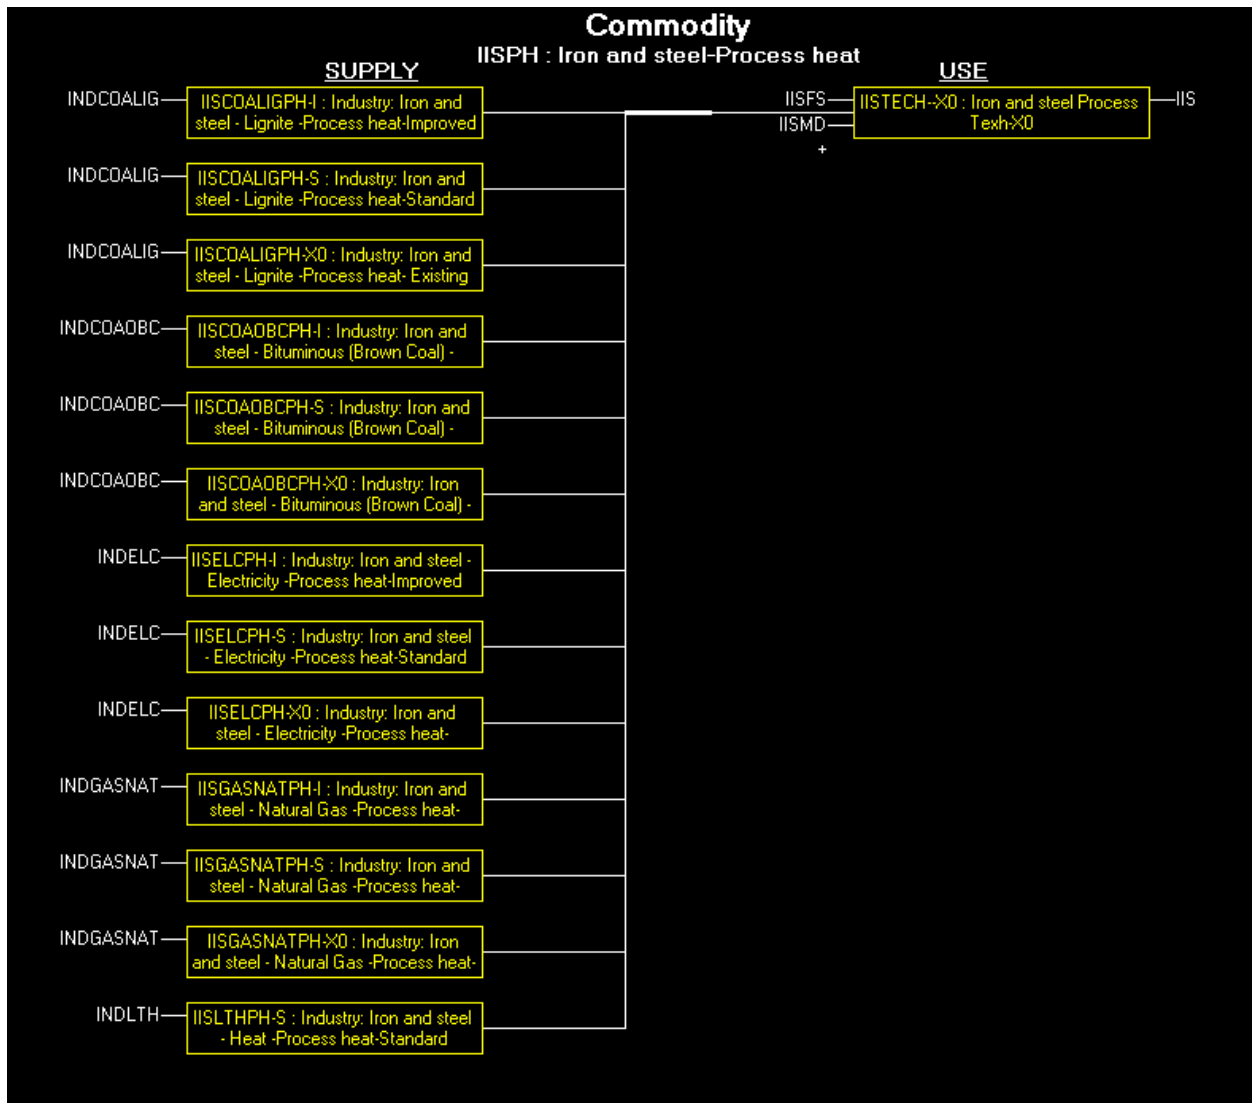 Commodity
IISPH : Iron and steel-Process heat
SUPPLY
USE
INDCOALIG
IISCOALIGPH-I : Industry: Iron and
steel - Lignite -Process heat-Improved
IISFS
IISMD
+
IISTECH--X0 : Iron and steel Process
Texh-X0
IIS
INDCOALIG
IISCOALIGPH-S : Industry: Iron and
steel - Lignite -Process heat-Standard
INDCOALIG
IISCOALIGPH-X0 : Industry: Iron and
steel - Lignite -Process heat- Existing
INDCOAOBC
IISCOAOBCPH-I : Industry: Iron and
steel - Bituminous (Brown Coal) -
INDCOAOBC
IISCOAOBCPH-S : Industry: Iron and
steel - Bituminous (Brown Coal) -
INDCOAOBC
IISCOAOBCPH-X0 : Industry: Iron
and steel - Bituminous (Brown Coal) -
INDELC
IISELCPH-I : Industry: Iron and steel -
Electricity -Process heat-Improved
INDELC
IISELCPH-S : Industry: Iron and steel
- Electricity -Process heat-Standard
INDELC
IISELCPH-X0 : Industry: Iron and
steel - Electricity -Process heat-
INDGASNAT
IISGASNATPH-I : Industry: Iron and
steel - Natural Gas -Process heat-
INDGASNAT
IISGASNATPH-S : Industry: Iron and
steel - Natural Gas -Process heat-
INDGASNAT
IISGASNATPH-X0 : Industry: Iron
and steel - Natural Gas -Process heat-
INDLTH
IISLTHPH-S : Industry: Iron and steel
- Heat -Process heat-Standard